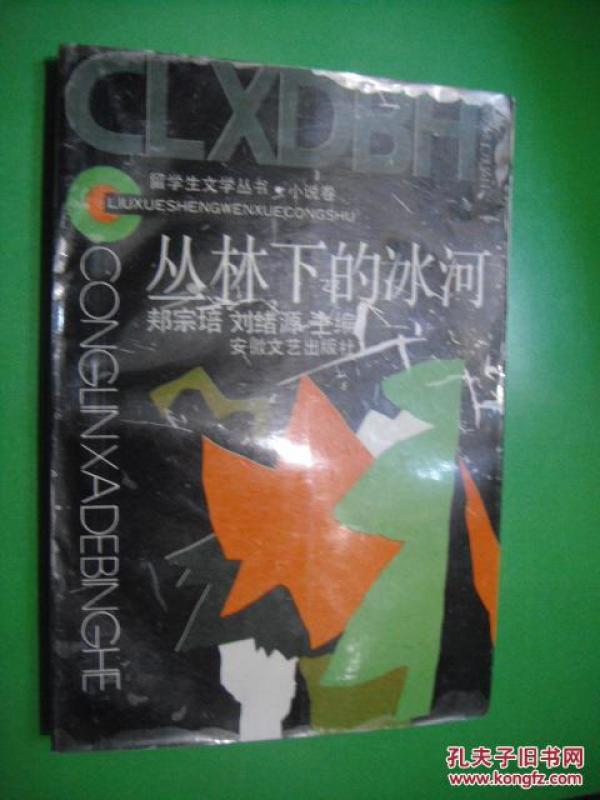 CLXDBH
留学生文学丛书·小说卷
LIUXUESHENGWENXUECONGSHU
丛林下的冰河
郏宗培 刘绪源 主编
安徽文艺出版社
CONGLINXIADEBINGHE
孔夫子旧书网
www.kongfz.com